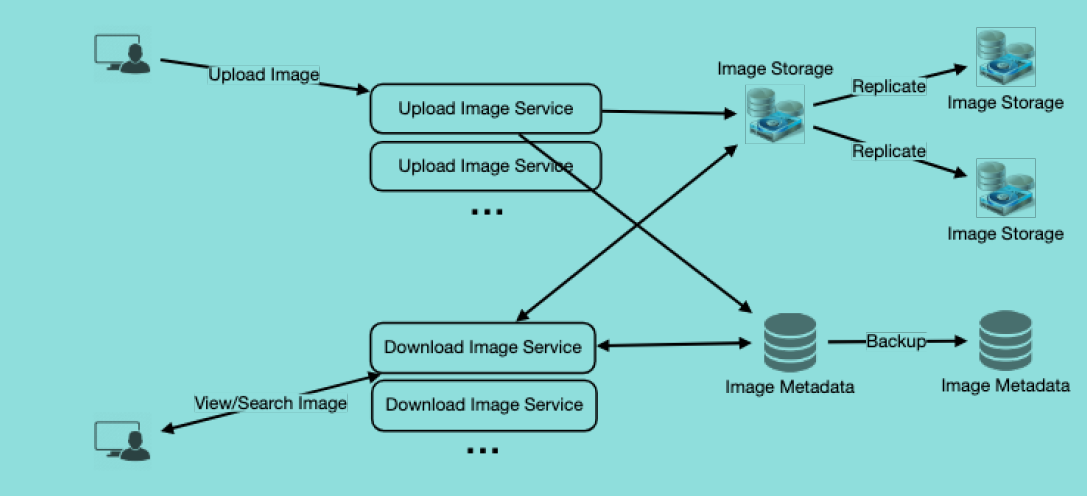 Upload Image
Upload Image Service
Upload Image Service
...
Image Storage
Replicate
Image Storage
Replicate
Image Storage
Download Image Service
Download Image Service
...
View/Search Image
Image Metadata
Backup
Image Metadata